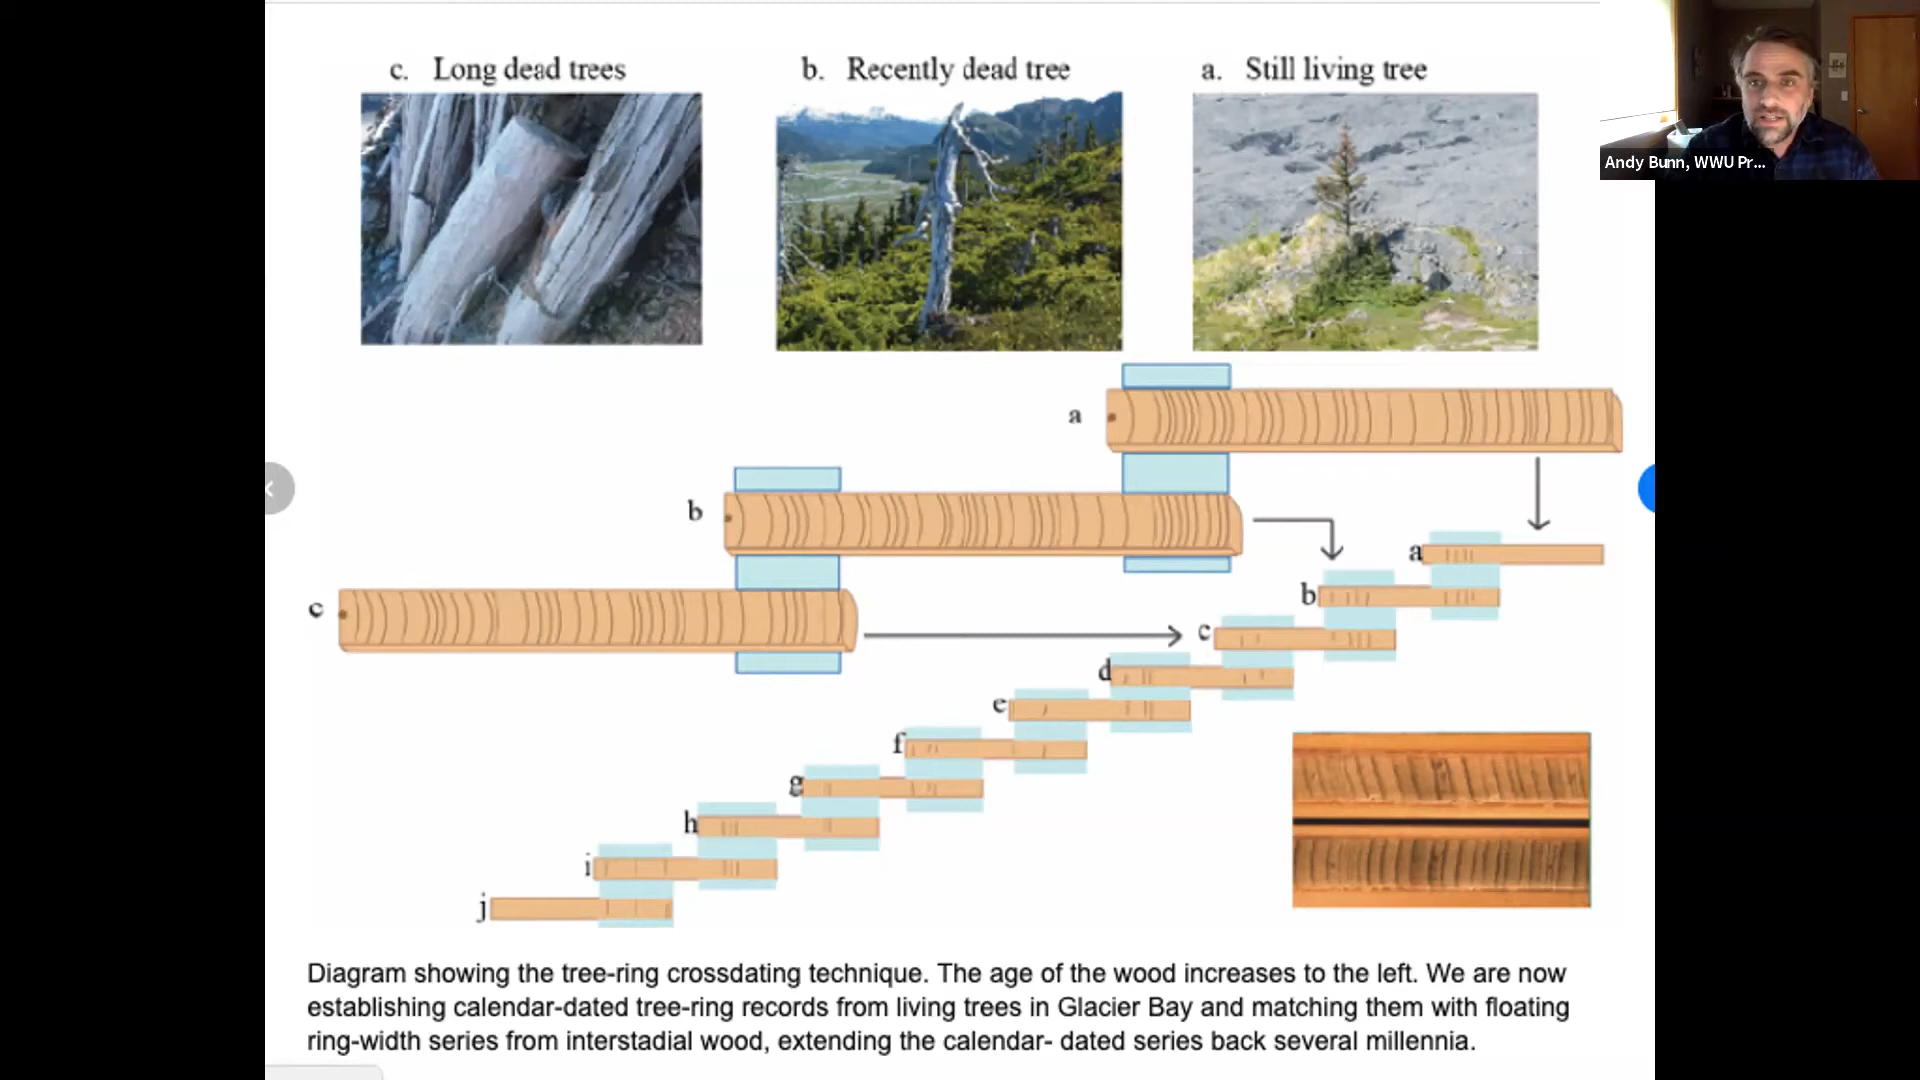 c. Long dead trees
b. Recently dead tree
a. Still living tree
Andy Bunn, WWU Pr...
a
b
c
a
b
c
d
e
f
g
h
i
j
Diagram showing the tree-ring crossdating technique. The age of the wood increases to the left. We are now
establishing calendar-dated tree-ring records from living trees in Glacier Bay and matching them with floating
ring-width series from interstadial wood, extending the calendar- dated series back several millennia.